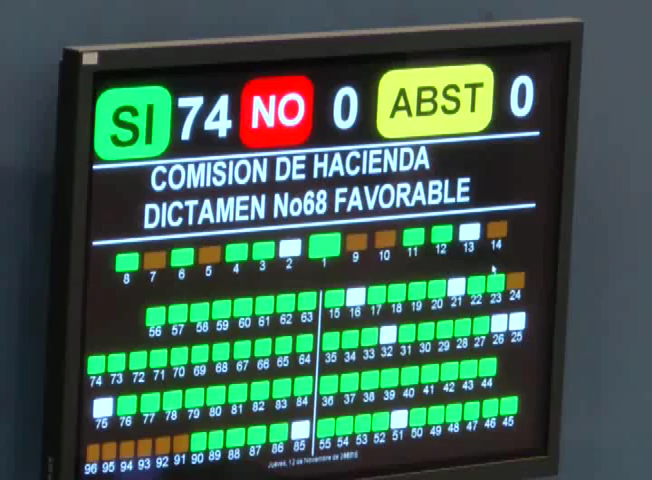 SI 74 NO 0 ABST 0
COMISION DE HACIENDA
DICTAMEN No68 FAVORABLE
8 7 6 5 4 3 2 1 9 10 11 12 13 14
56 57 58 59 60 61 62 63 15 16 17 18 19 20 21 22 23 24
74 73 72 71 70 69 68 67 66 65 64 35 34 33 32 31 30 29 28 27 26 25
75 76 77 78 79 80 81 82 83 84 36 37 38 39 40 41 42 43 44
96 95 94 93 92 91 90 89 88 87 86 85 55 54 53 52 51 50 49 48 47 46 45
Jueves, 12 de Noviembre de